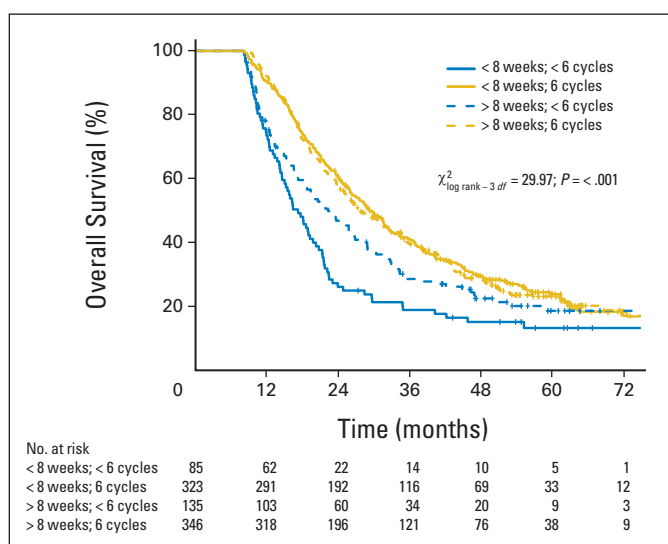 Overall Survival (%)
100
80
60
40
20
0
12
24
36
48
60
72
Time (months)
< 8 weeks; < 6 cycles
< 8 weeks; 6 cycles
> 8 weeks; < 6 cycles
> 8 weeks; 6 cycles
χ² log rank – 3 df = 29.97; P = < .001
No. at risk
< 8 weeks; < 6 cycles 85 62 22 14 10 5 1
< 8 weeks; 6 cycles 323 291 192 116 69 33 12
> 8 weeks; < 6 cycles 135 103 60 34 20 9 3
> 8 weeks; 6 cycles 346 318 196 121 76 38 9